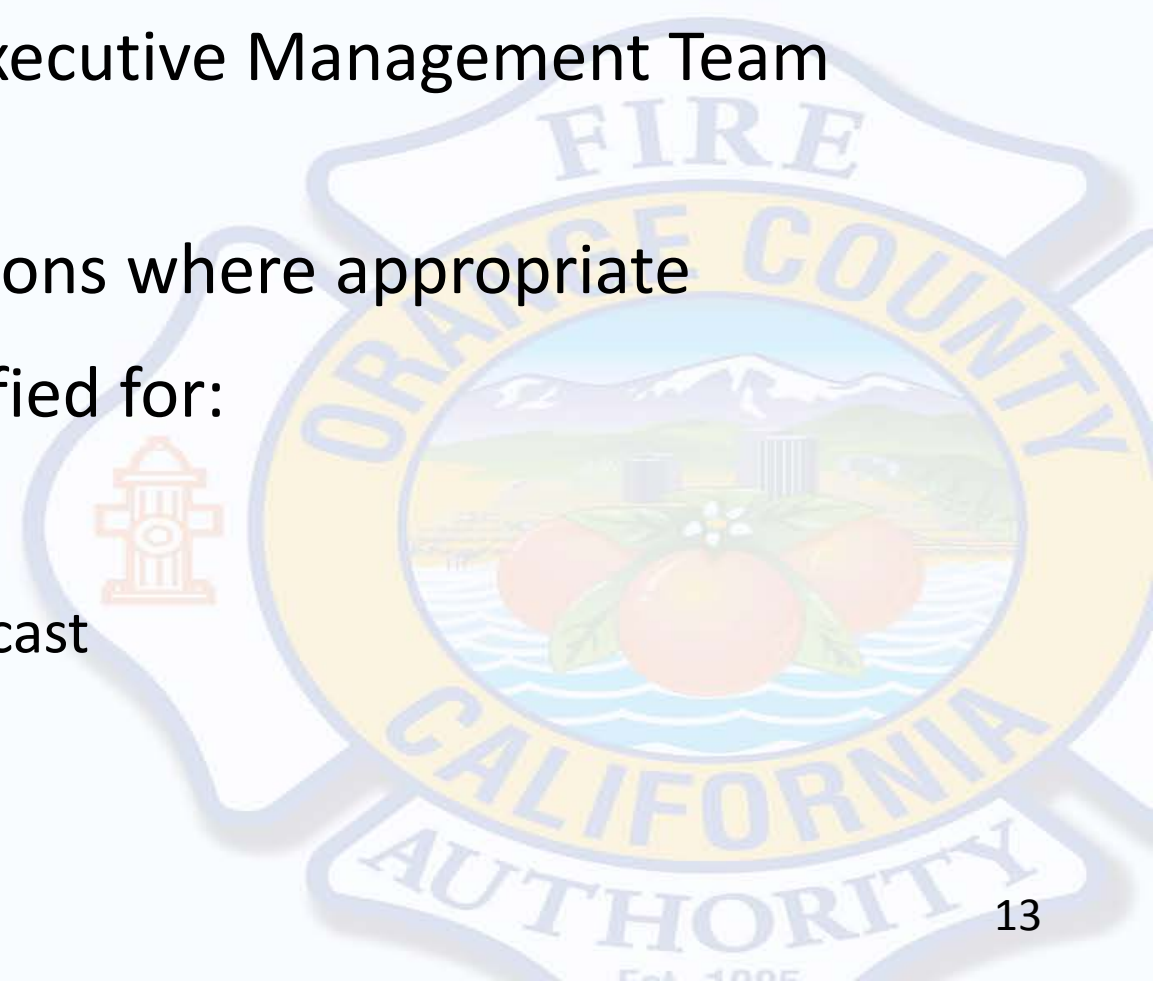 xecutive Management Team
FIRE
ORANGE COUNTY
ons where appropriate
fied for:
cast
CALIFORNIA
AUTHORITY
13